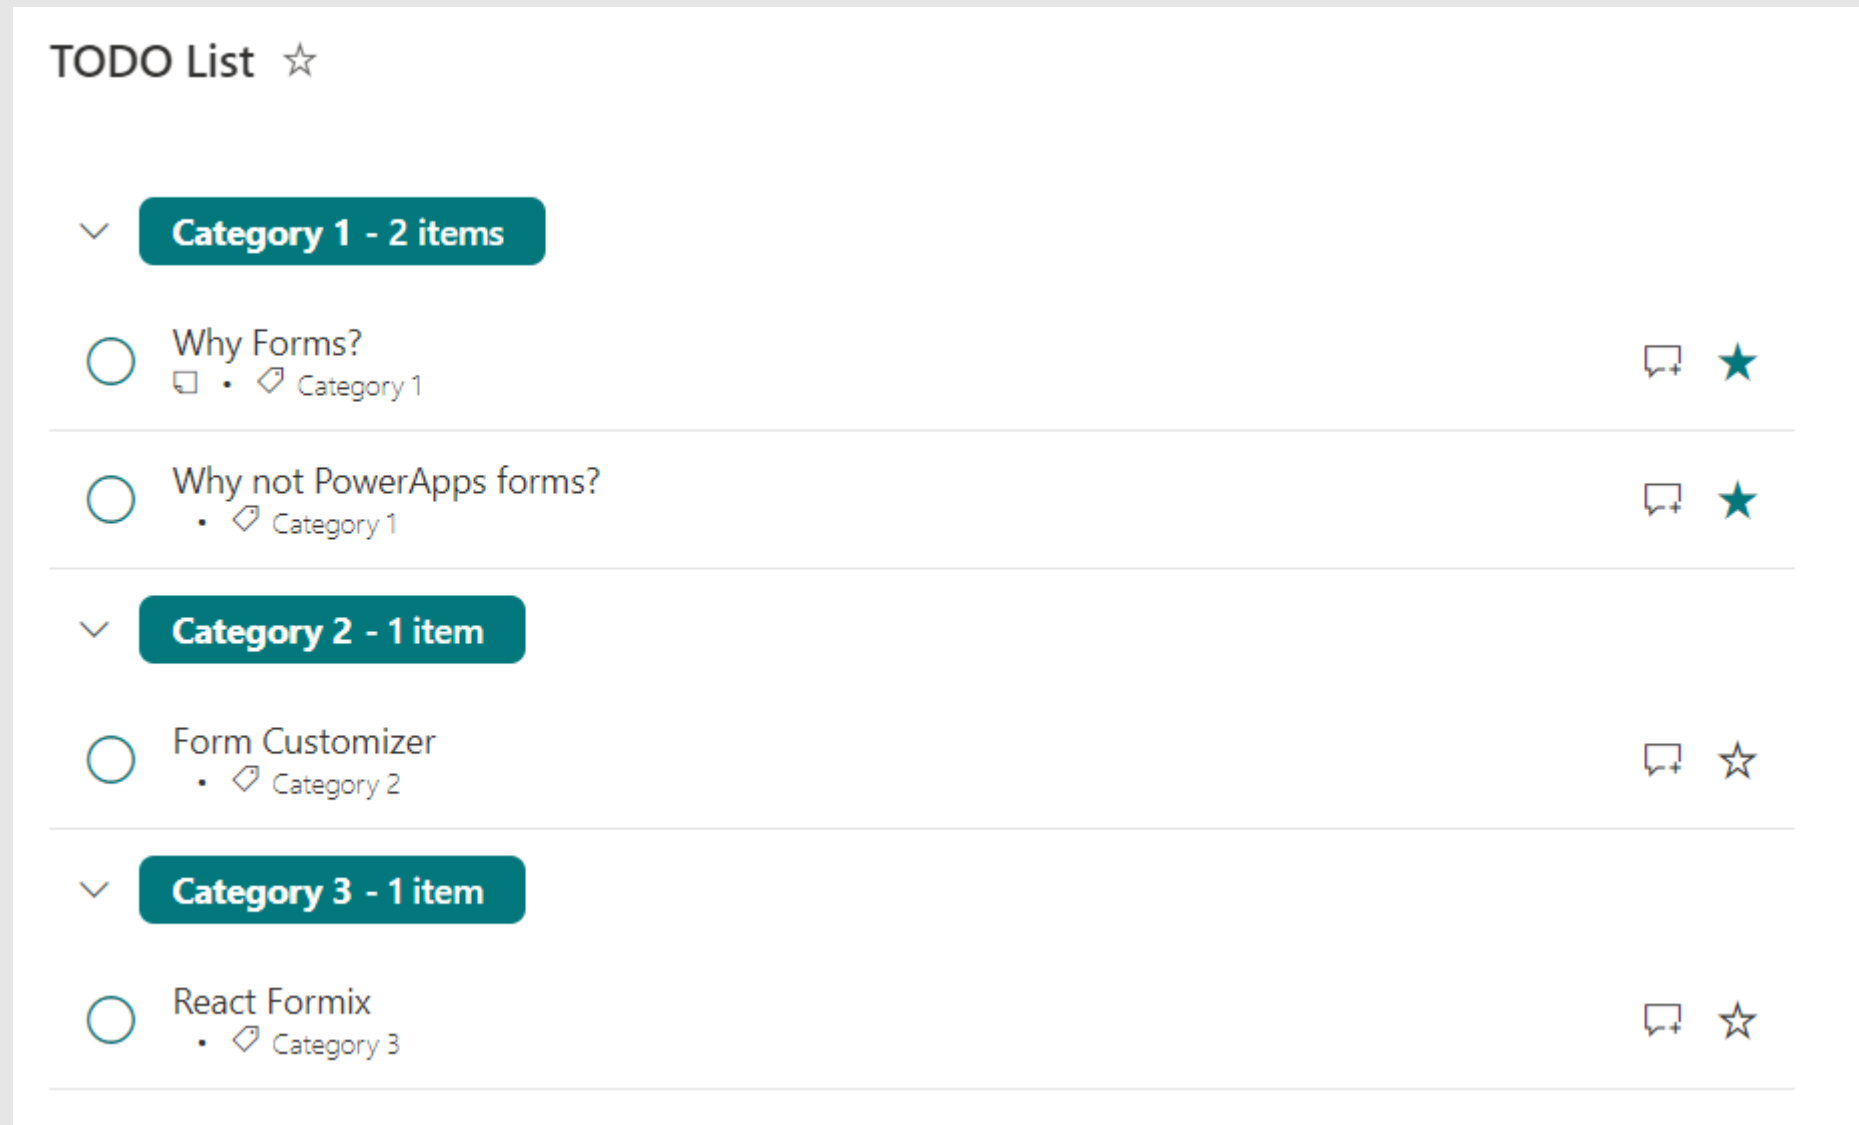 TODO List
Category 1 - 2 items
Why Forms?
• Category 1
Why not PowerApps forms?
• Category 1
Category 2 - 1 item
Form Customizer
• Category 2
Category 3 - 1 item
React Formix
• Category 3